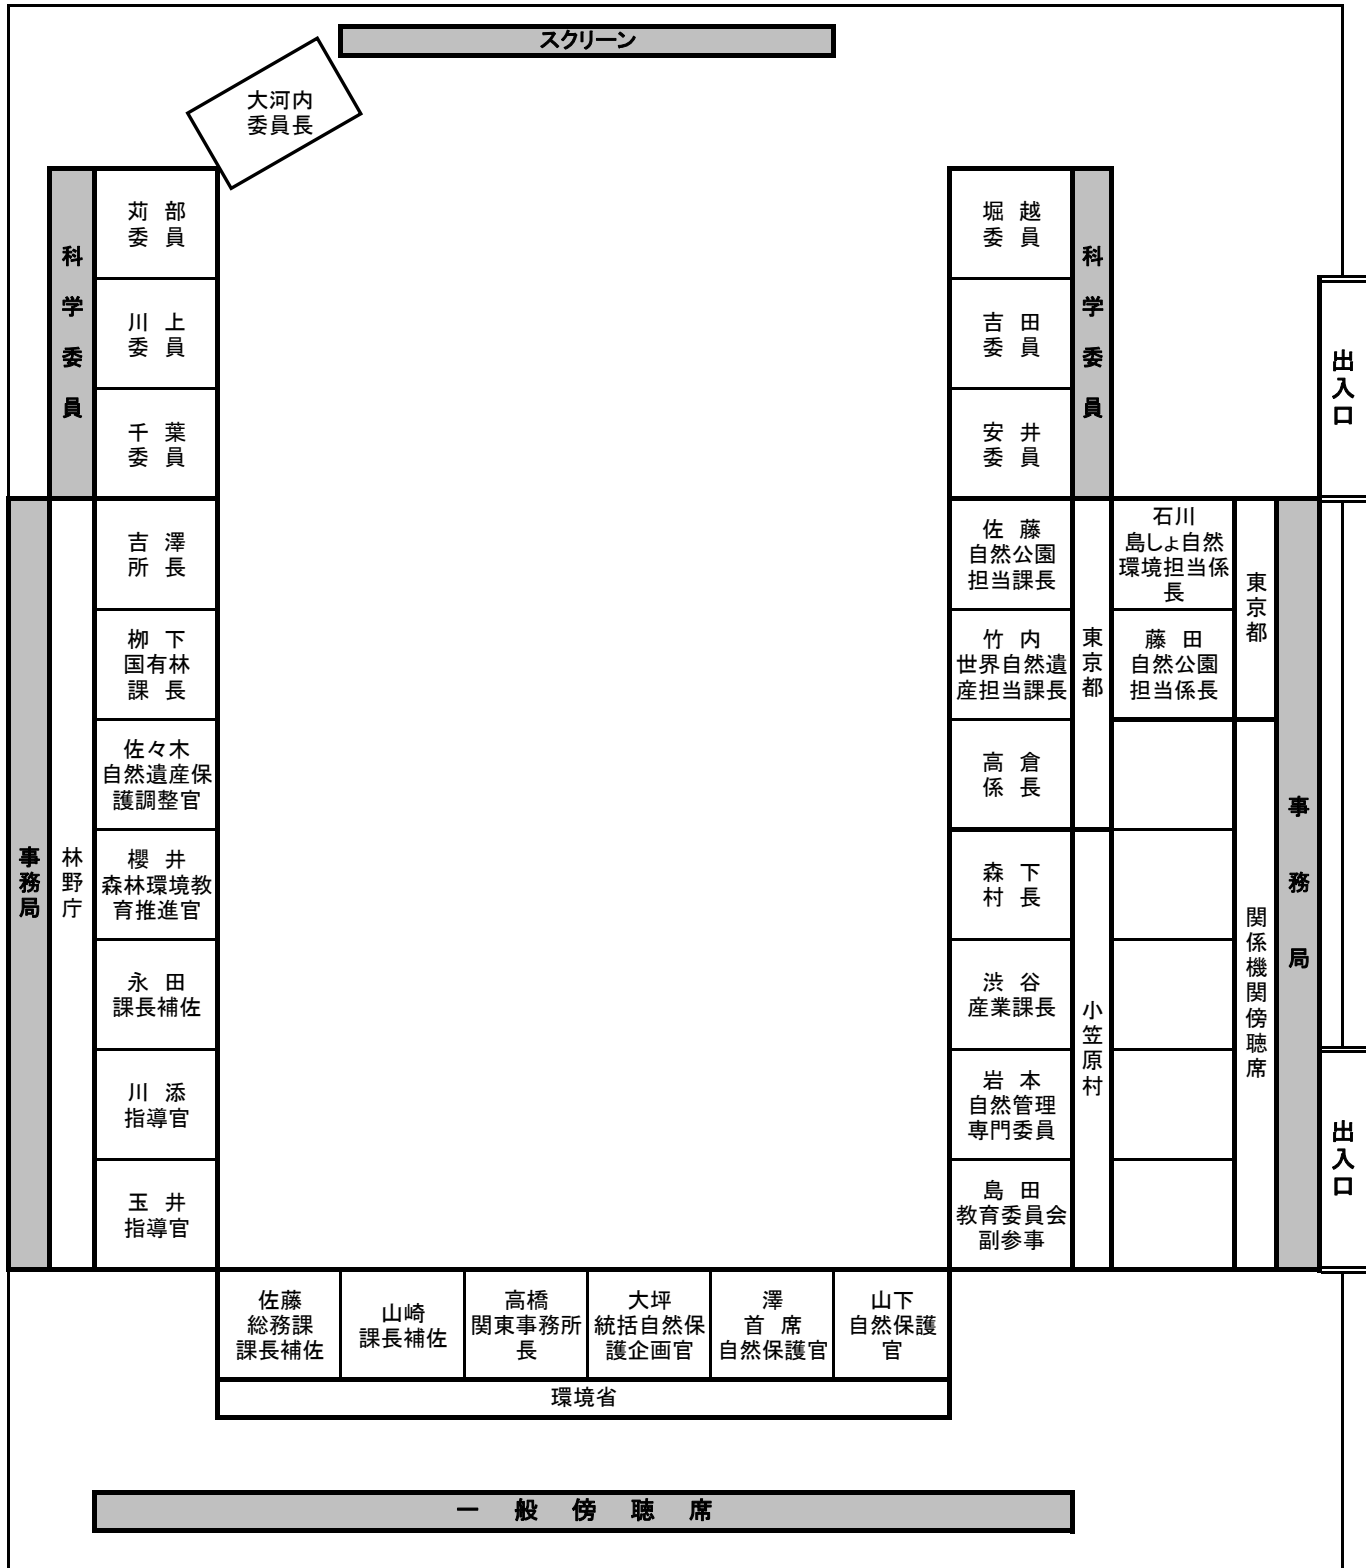 スクリーン
大河内
委員長
科学委員
苅 部
委 員
川 上
委 員
千 葉
委 員
事務局
林野庁
吉 澤
所 長
栁 下
国有林
課 長
佐々木
自然遺産保
護調整官
櫻 井
森林環境教
育推進官
永 田
課長補佐
川 添
指導官
玉 井
指導官
堀 越
委 員
吉 田
委 員
安 井
委 員
科学委員
出入口
佐 藤
自然公園
担当課長
竹 内
世界自然遺
産担当課長
高 倉
係 長
東京都
石川
島しょ自然
環境担当係
長
藤 田
自然公園
担当係長
東京都
事務局
森 下
村 長
渋 谷
産業課長
岩 本
自然管理
専門委員
島 田
教育委員会
副参事
小笠原村
関係機関傍聴席
出入口
佐藤
総務課
課長補佐
山崎
課長補佐
高橋
関東事務所
長
大坪
統括自然保
護企画官
澤
首 席
自然保護官
山下
自然保護
官
環境省
一 般 傍 聴 席